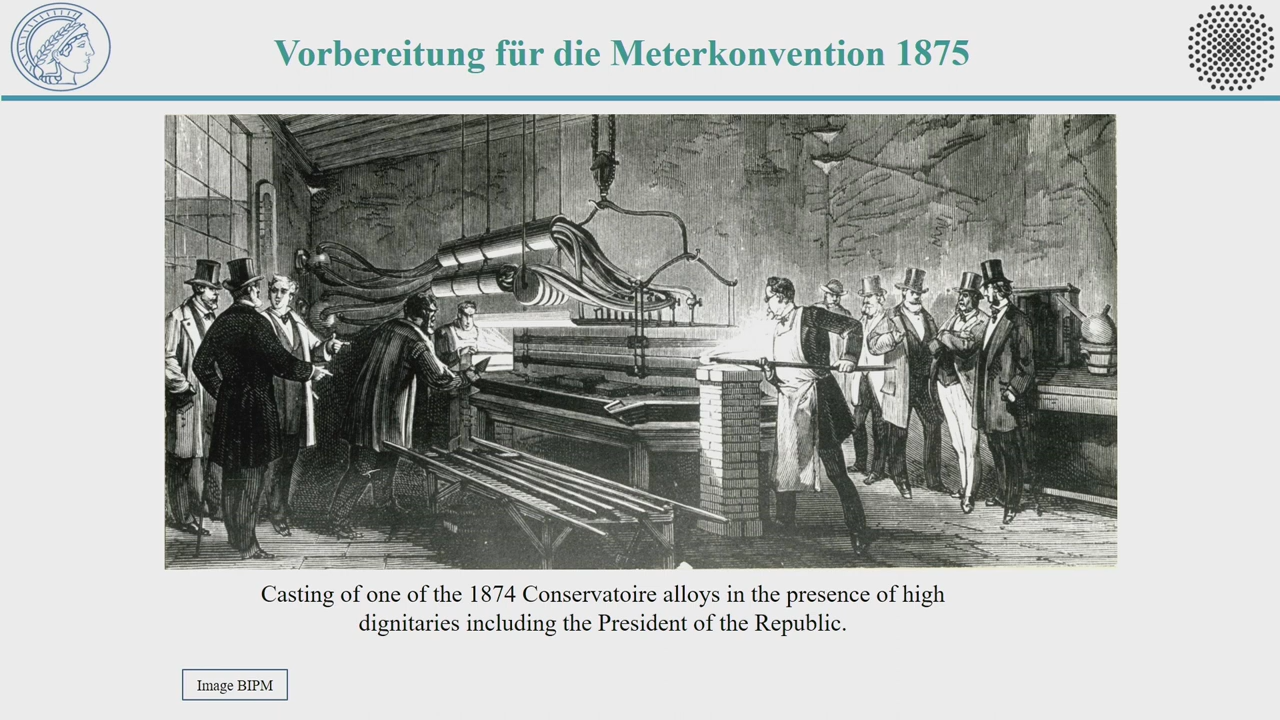 Vorbereitung für die Meterkonvention 1875
Casting of one of the 1874 Conservatoire alloys in the presence of high
dignitaries including the President of the Republic.
Image BIPM